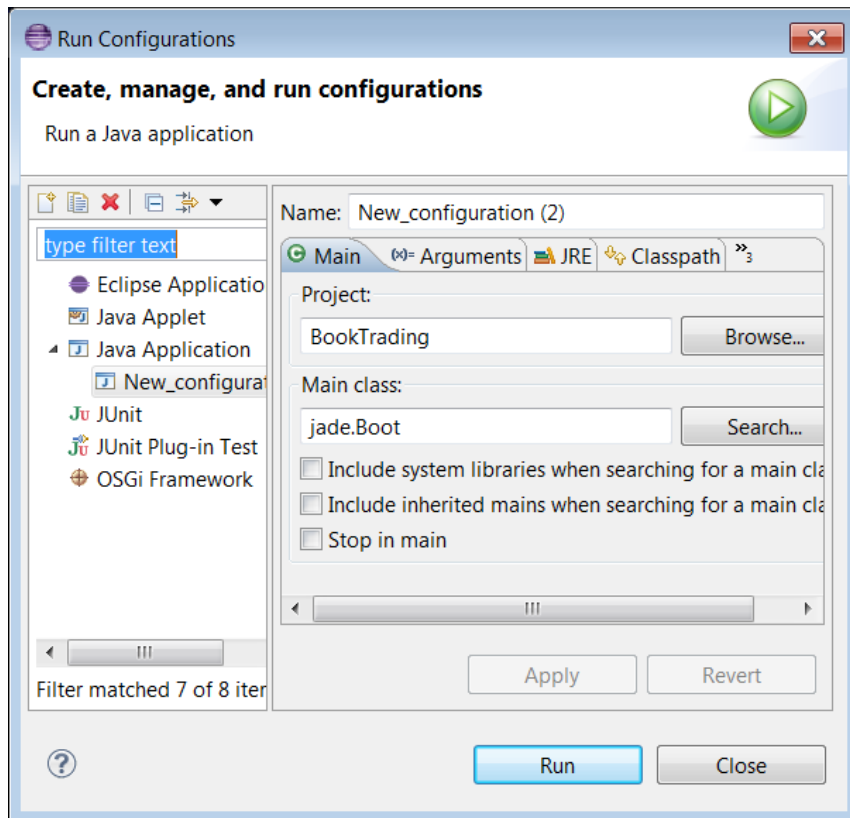 Run Configurations
Create, manage, and run configurations
Run a Java application
type filter text
Eclipse Applicatio
Java Applet
Java Application
New_configurat
JUnit
JUnit Plug-in Test
OSGi Framework
Filter matched 7 of 8 iter
Name: New_configuration (2)
Main (x)= Arguments JRE Classpath »3
Project:
BookTrading Browse...
Main class:
jade.Boot Search...
Include system libraries when searching for a main cla
Include inherited mains when searching for a main cla
Stop in main
Apply Revert
Run Close